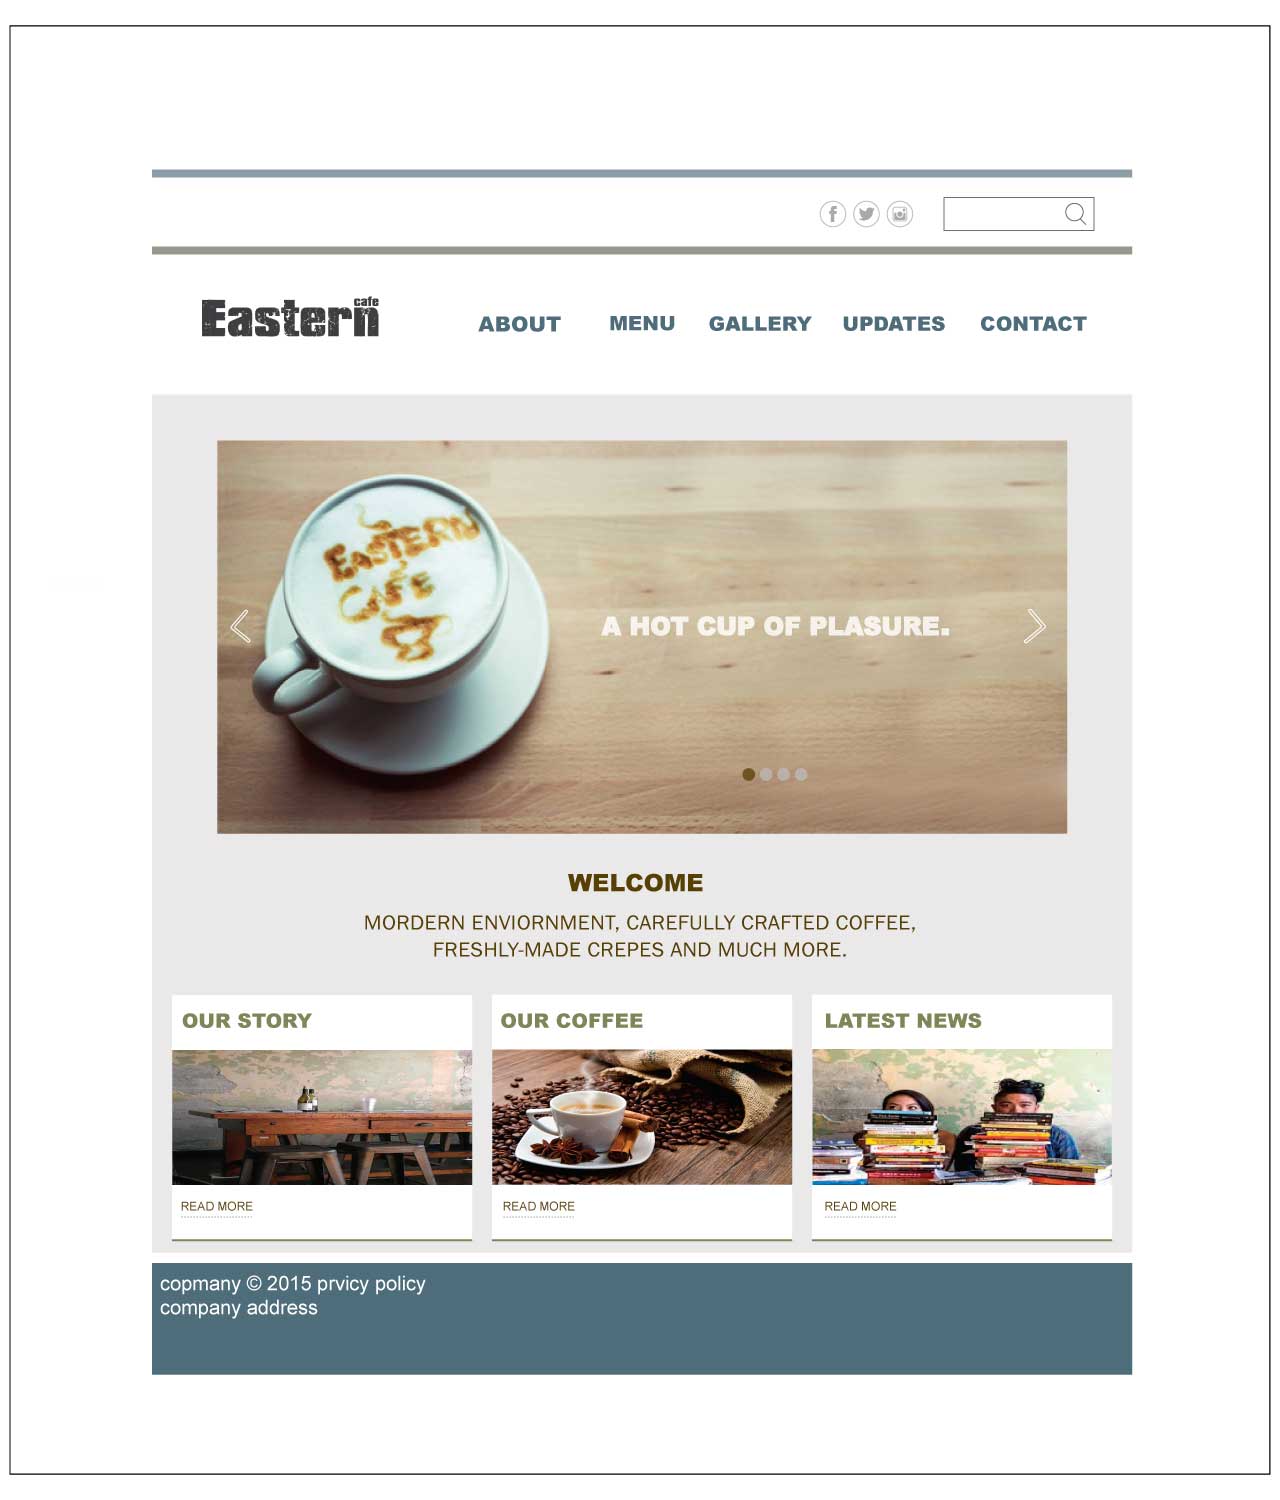 Eastern cafe
ABOUT MENU GALLERY UPDATES CONTACT
EASTERN
CAFE
A HOT CUP OF PLASURE.
WELCOME
MORDERN ENVIORNMENT, CAREFULLY CRAFTED COFFEE,
FRESHLY-MADE CREPES AND MUCH MORE.
OUR STORY
OUR COFFEE
LATEST NEWS
READ MORE
READ MORE
READ MORE
copmany © 2015 prvicy policy
company address